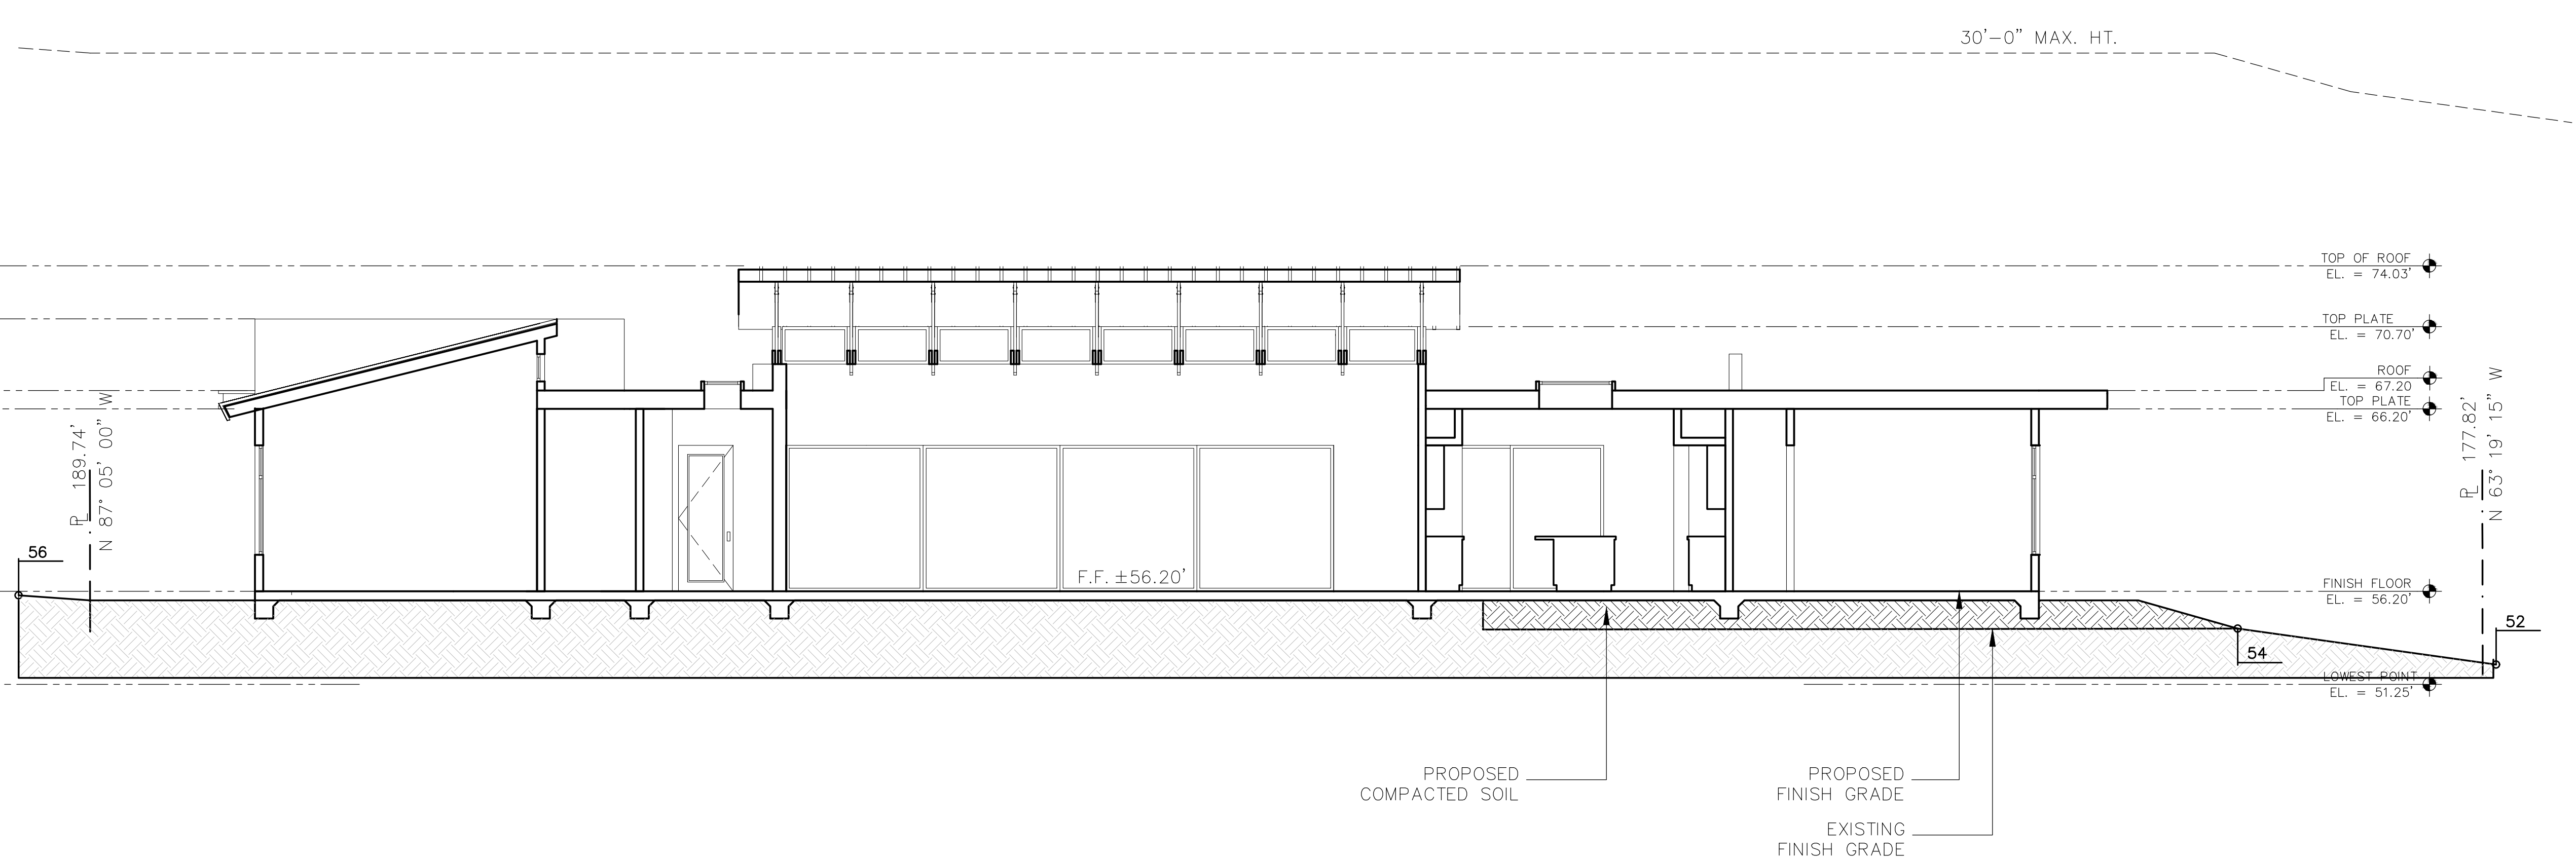 30'-0" MAX. HT.
TOP OF ROOF
EL. = 74.03'
TOP PLATE
EL. = 70.70'
ROOF
EL. = 67.20
TOP PLATE
EL. = 66.20'
PL 189.74'
N 87° 05' 00" W
PL 177.82'
N 63° 19' 15" W
56
F.F. ±56.20'
FINISH FLOOR
EL. = 56.20'
52
54
LOWEST POINT
EL. = 51.25'
PROPOSED
COMPACTED SOIL
PROPOSED
FINISH GRADE
EXISTING
FINISH GRADE